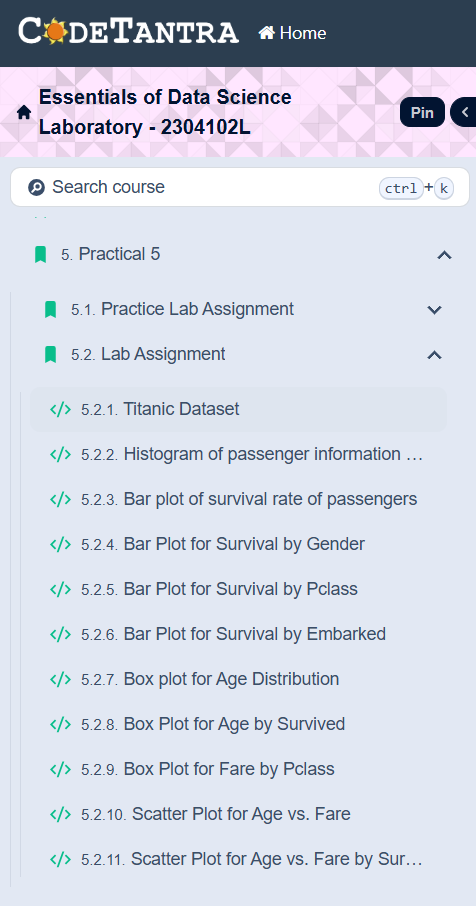 CODETANTRA Home
Essentials of Data Science
Laboratory - 2304102L
Pin
Search course ctrl+k
5. Practical 5
5.1. Practice Lab Assignment
5.2. Lab Assignment
5.2.1. Titanic Dataset
5.2.2. Histogram of passenger information …
5.2.3. Bar plot of survival rate of passengers
5.2.4. Bar Plot for Survival by Gender
5.2.5. Bar Plot for Survival by Pclass
5.2.6. Bar Plot for Survival by Embarked
5.2.7. Box plot for Age Distribution
5.2.8. Box Plot for Age by Survived
5.2.9. Box Plot for Fare by Pclass
5.2.10. Scatter Plot for Age vs. Fare
5.2.11. Scatter Plot for Age vs. Fare by Sur…